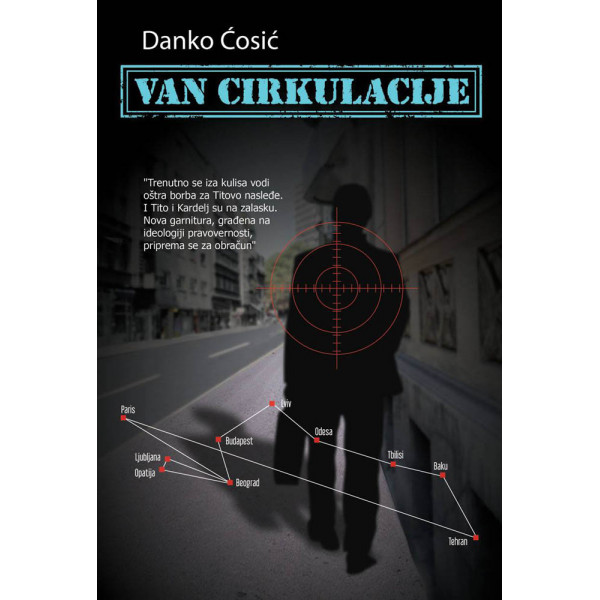 Danko Ćosić
VAN CIRKULACIJE
"Trenutno se iza kulisa vodi
oštra borba za Titovo nasleđe.
I Tito i Kardelj su na zalasku.
Nova garnitura, građena na
ideologiji pravovernosti,
priprema se za obračun"
Paris
Lviv
Odesa
Budapest
Ljubljana
Opatija
Beograd
Tbilisi
Baku
Tehran